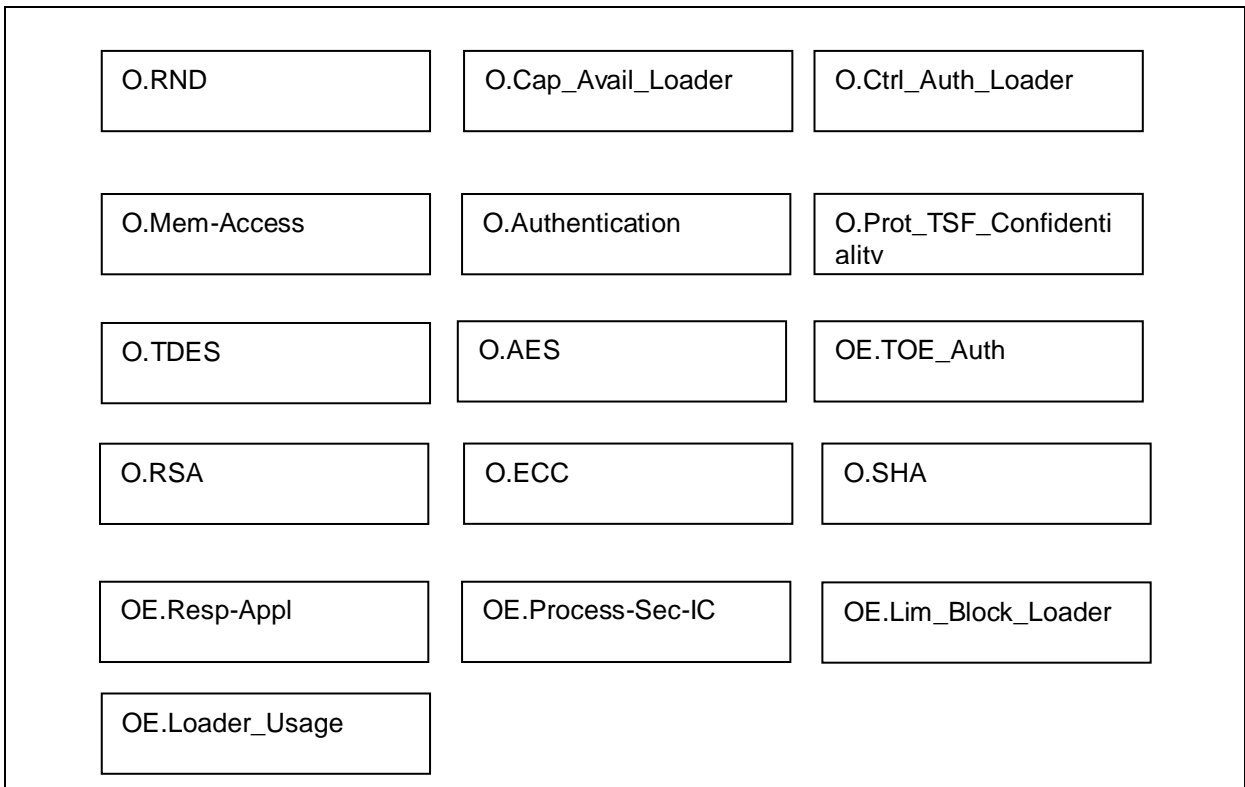 O.RND
O.Cap_Avail_Loader
O.Ctrl_Auth_Loader
O.Mem-Access
O.Authentication
O.Prot_TSF_Confidenti
ality
O.TDES
O.AES
OE.TOE_Auth
O.RSA
O.ECC
O.SHA
OE.Resp-Appl
OE.Process-Sec-IC
OE.Lim_Block_Loader
OE.Loader_Usage